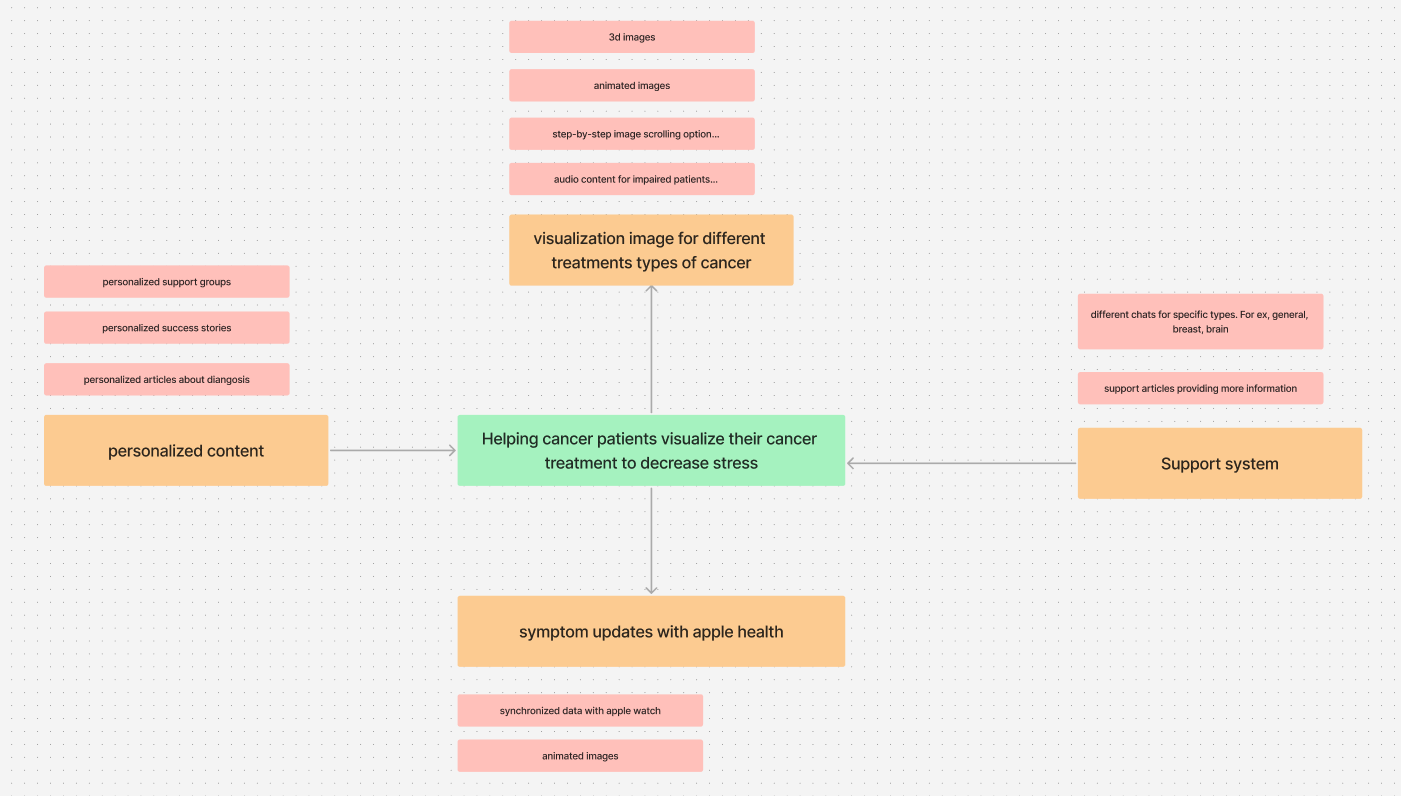 3d images
animated images
step-by-step image scrolling option...
audio content for impaired patients...
visualization image for different
treatments types of cancer
personalized support groups
personalized success stories
personalized articles about diangosis
personalized content
different chats for specific types. For ex, general,
breast, brain
support articles providing more information
Support system
Helping cancer patients visualize their cancer
treatment to decrease stress
symptom updates with apple health
synchronized data with apple watch
animated images